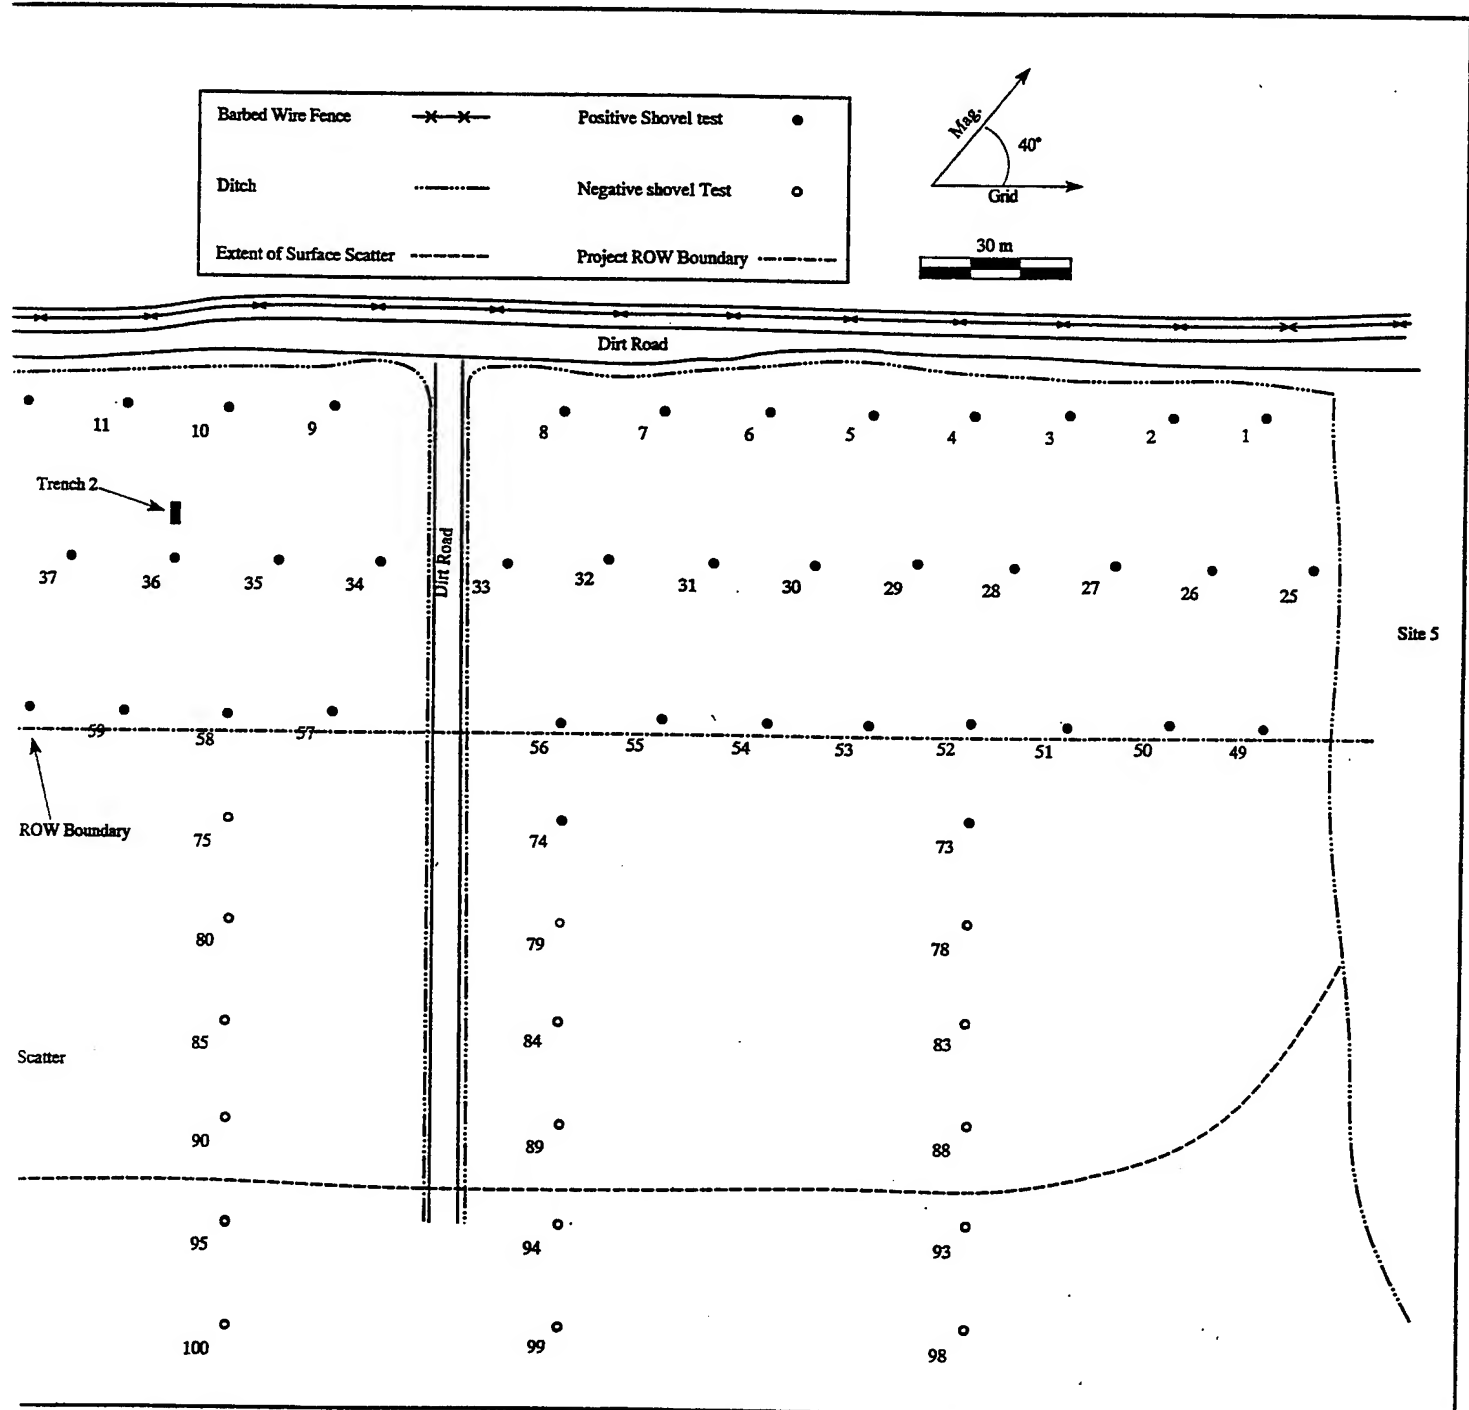 Barbed Wire Fence
Positive Shovel test
Ditch
Negative shovel Test
Extent of Surface Scatter
Project ROW Boundary
Mag.
40°
Grid
30 m
Dirt Road
11 10 9 8 7 6 5 4 3 2 1
Trench 2
Dirt Road
37 36 35 34 33 32 31 30 29 28 27 26 25
Site 5
59 58 57 56 55 54 53 52 51 50 49
ROW Boundary
75 74 73
80 79 78
85 84 83
Scatter
90 89 88
95 94 93
100 99 98